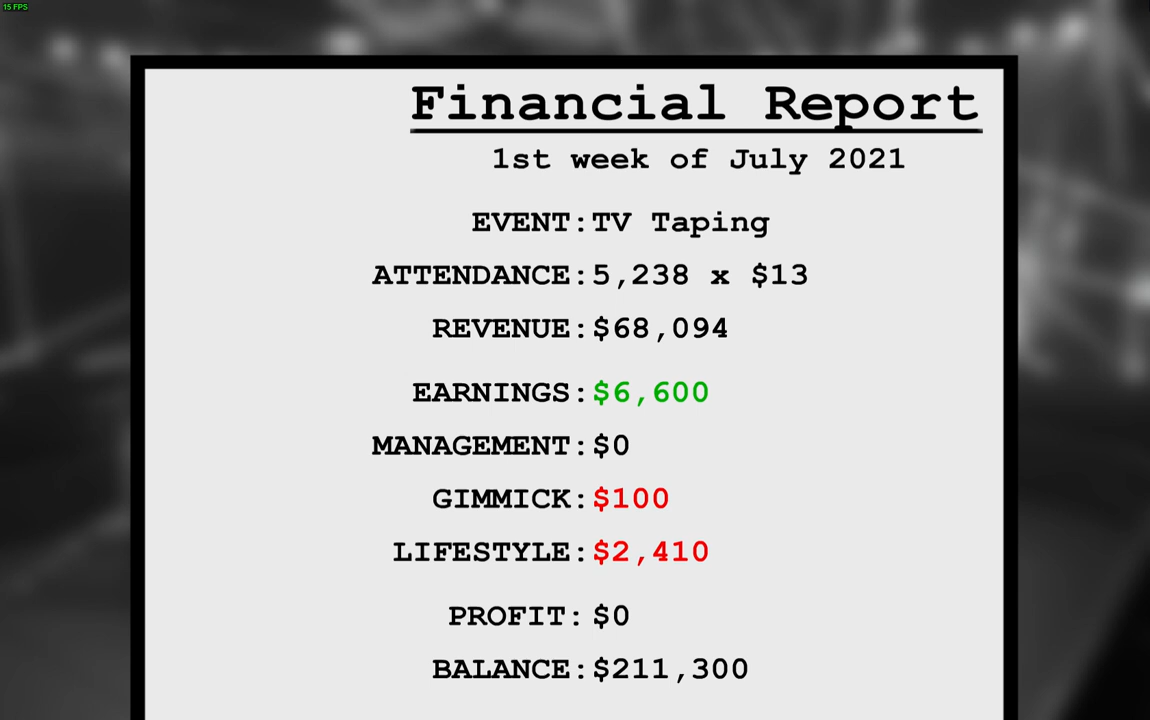 15 FPS
Financial Report
1st week of July 2021
EVENT: TV Taping
ATTENDANCE: 5,238 x $13
REVENUE: $68,094
EARNINGS: $6,600
MANAGEMENT: $0
GIMMICK: $100
LIFESTYLE: $2,410
PROFIT: $0
BALANCE: $211,300